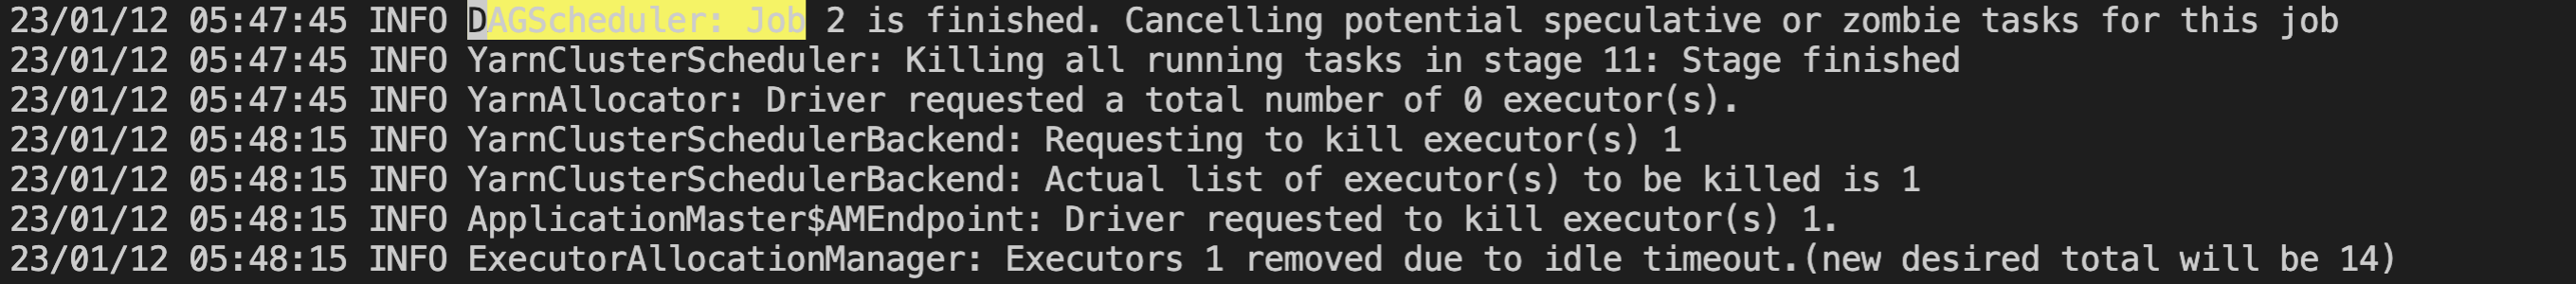 23/01/12 05:47:45 INFO DAGScheduler: Job 2 is finished. Cancelling potential speculative or zombie tasks for this job
23/01/12 05:47:45 INFO YarnClusterScheduler: Killing all running tasks in stage 11: Stage finished
23/01/12 05:47:45 INFO YarnAllocator: Driver requested a total number of 0 executor(s).
23/01/12 05:48:15 INFO YarnClusterSchedulerBackend: Requesting to kill executor(s) 1
23/01/12 05:48:15 INFO YarnClusterSchedulerBackend: Actual list of executor(s) to be killed is 1
23/01/12 05:48:15 INFO ApplicationMaster$AMEndpoint: Driver requested to kill executor(s) 1.
23/01/12 05:48:15 INFO ExecutorAllocationManager: Executors 1 removed due to idle timeout.(new desired total will be 14)